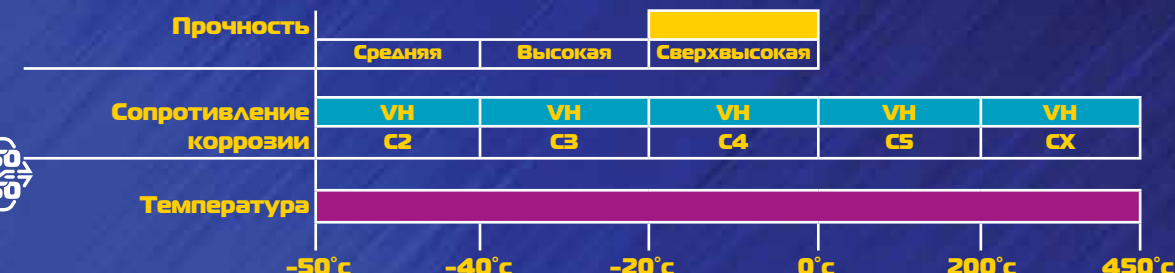 Прочность
Средняя Высокая Сверхвысокая
Сопротивление VH VH VH VH VH
коррозии C2 C3 C4 C5 CX
Температура
-50°c -40°c -20°c 0°c 200°c 450°c